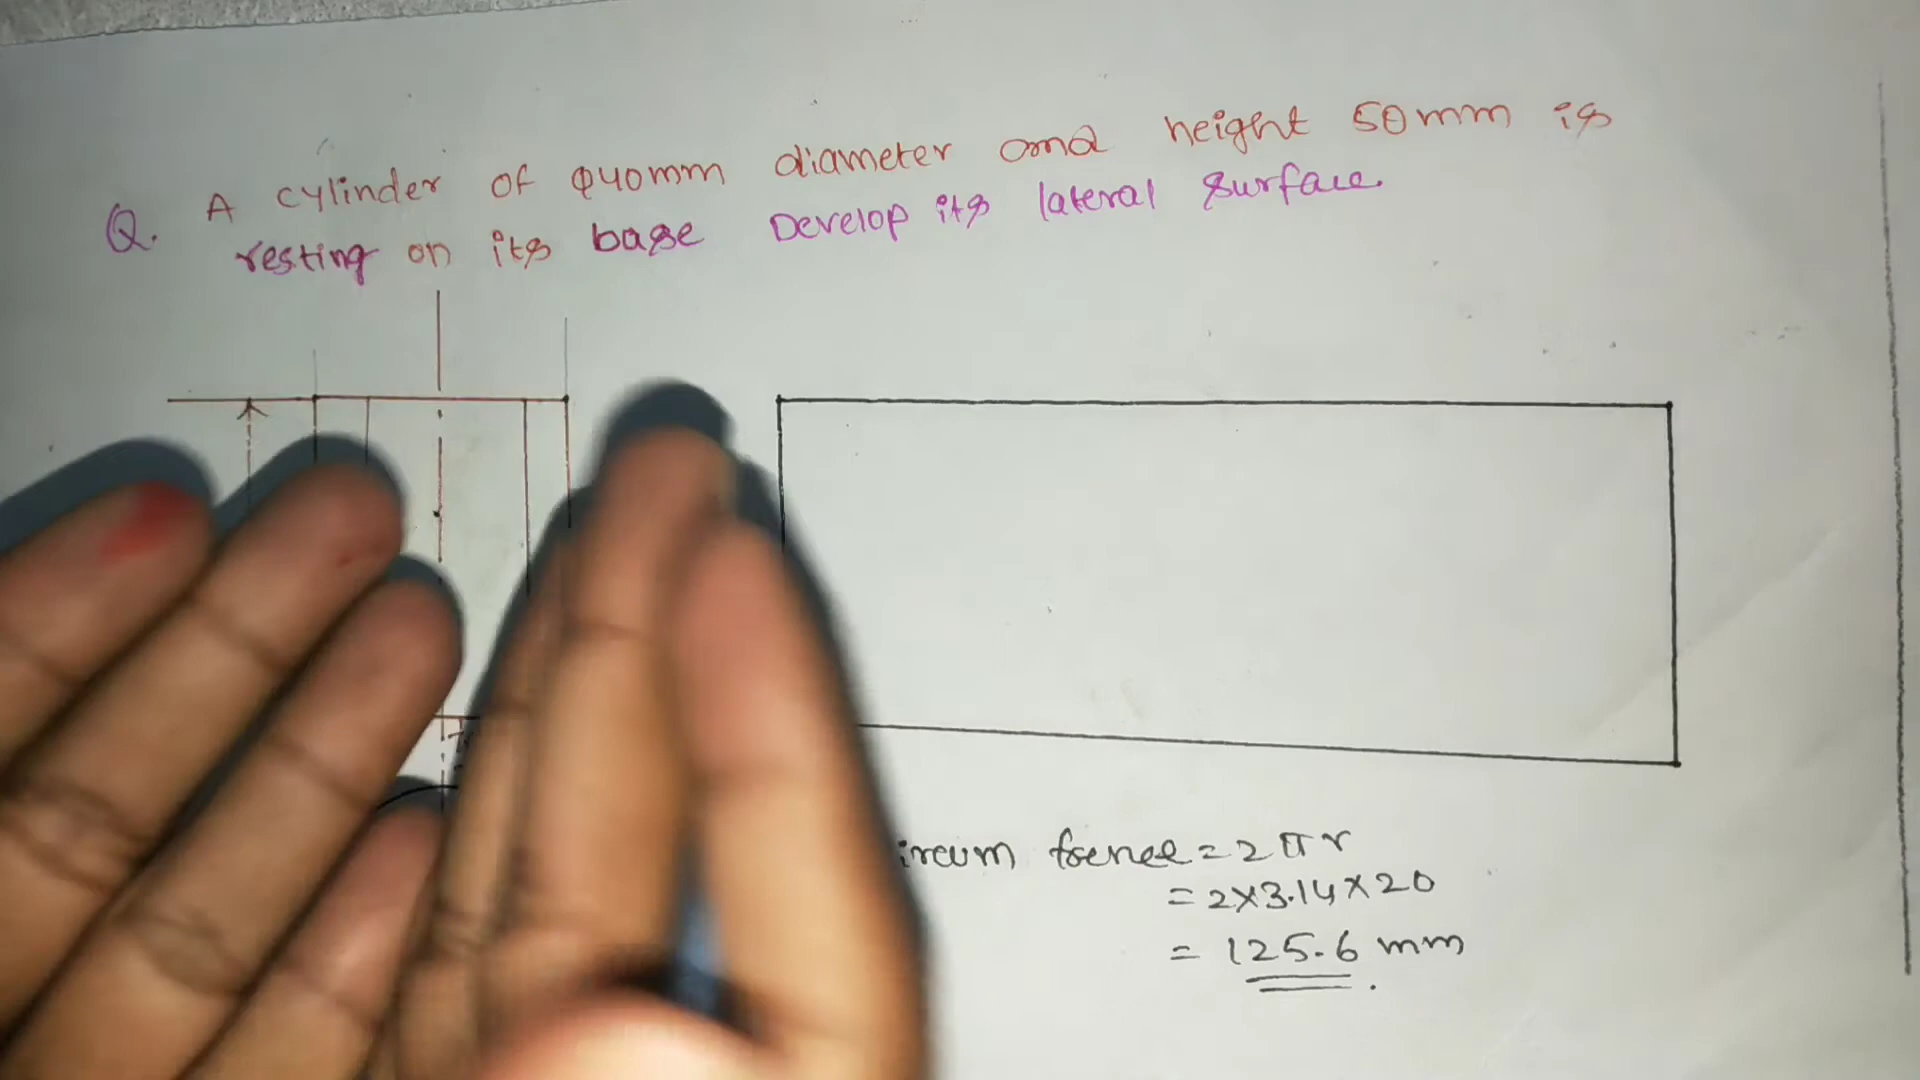 Q. A cylinder of φ40mm diameter and height 50mm is
resting on its base Develop its lateral surface.
ircum ference = 2πr
= 2×3.14×20
= 125.6 mm